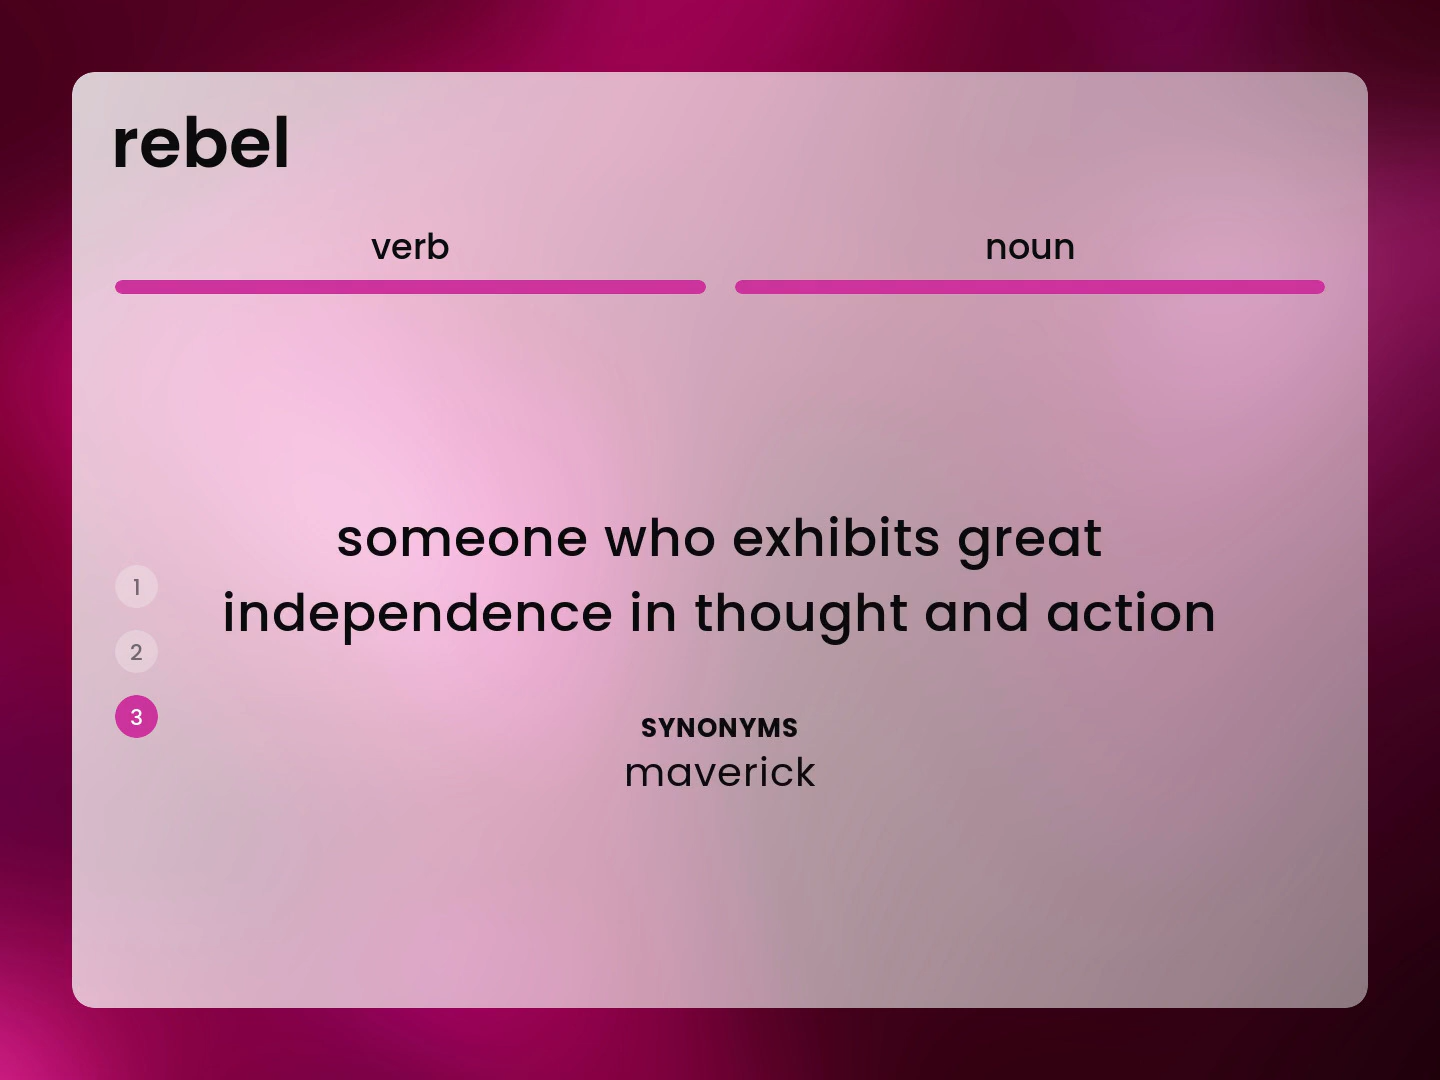 rebel
verb
noun
someone who exhibits great
independence in thought and action
1
2
3
SYNONYMS
maverick